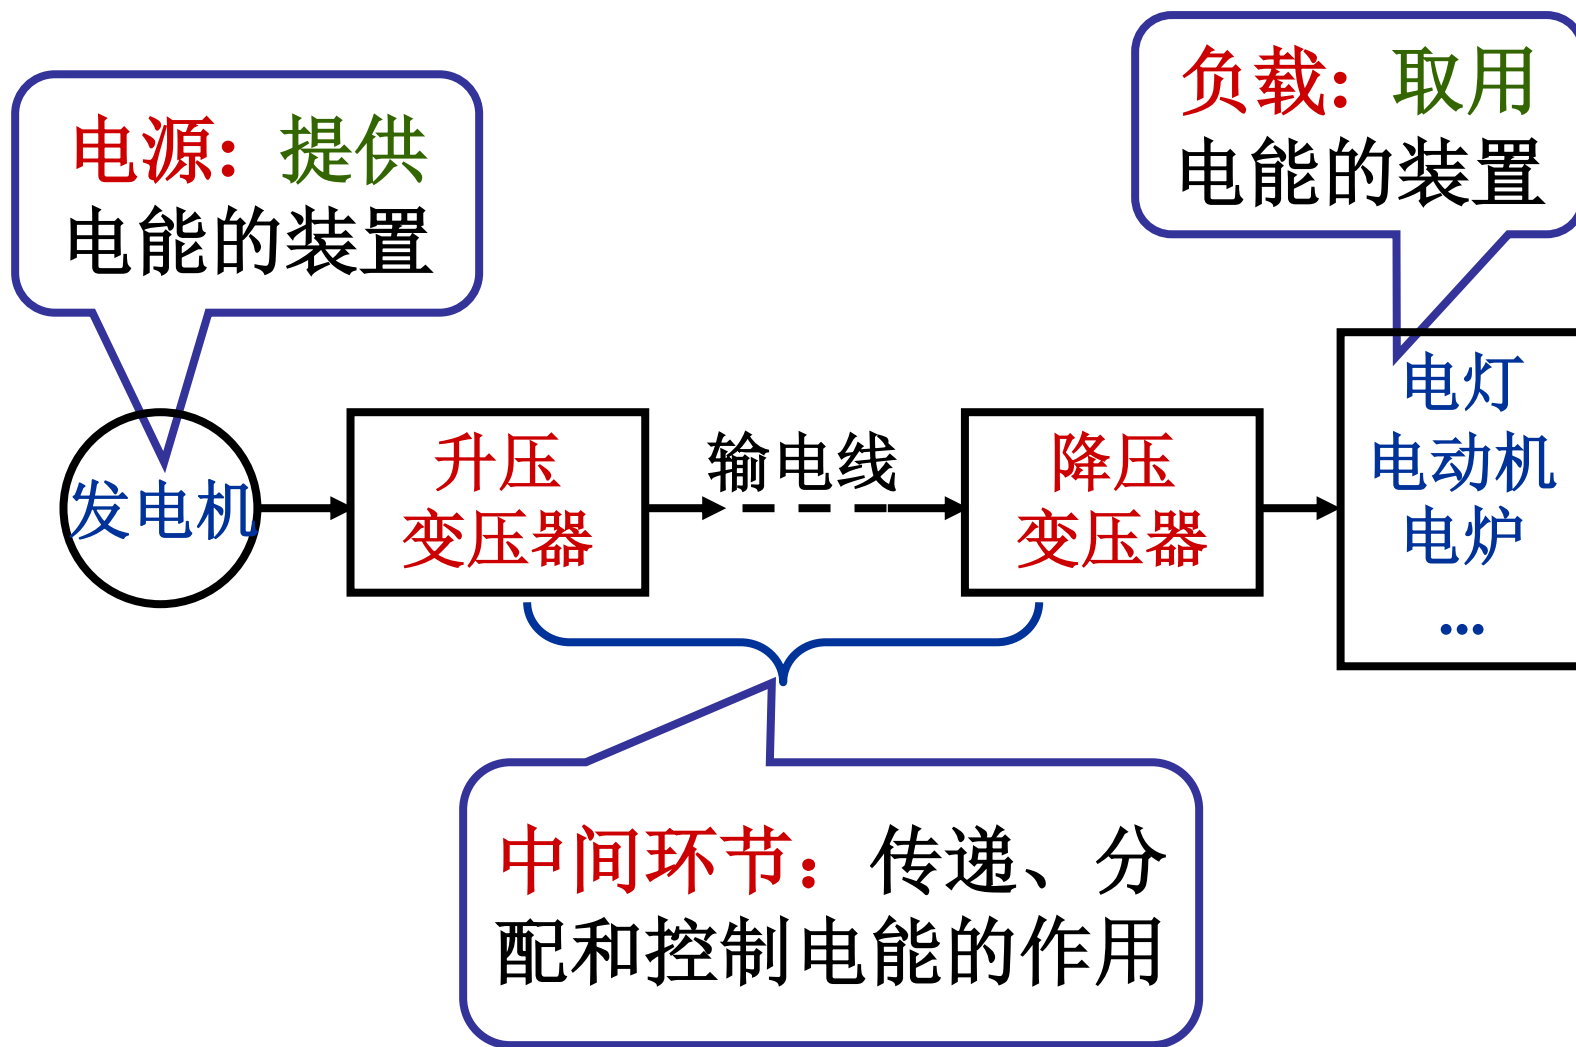 电源：提供
电能的装置
负载：取用
电能的装置
发电机
升压
变压器
输电线
降压
变压器
电灯
电动机
电炉
...
中间环节：传递、分
配和控制电能的作用